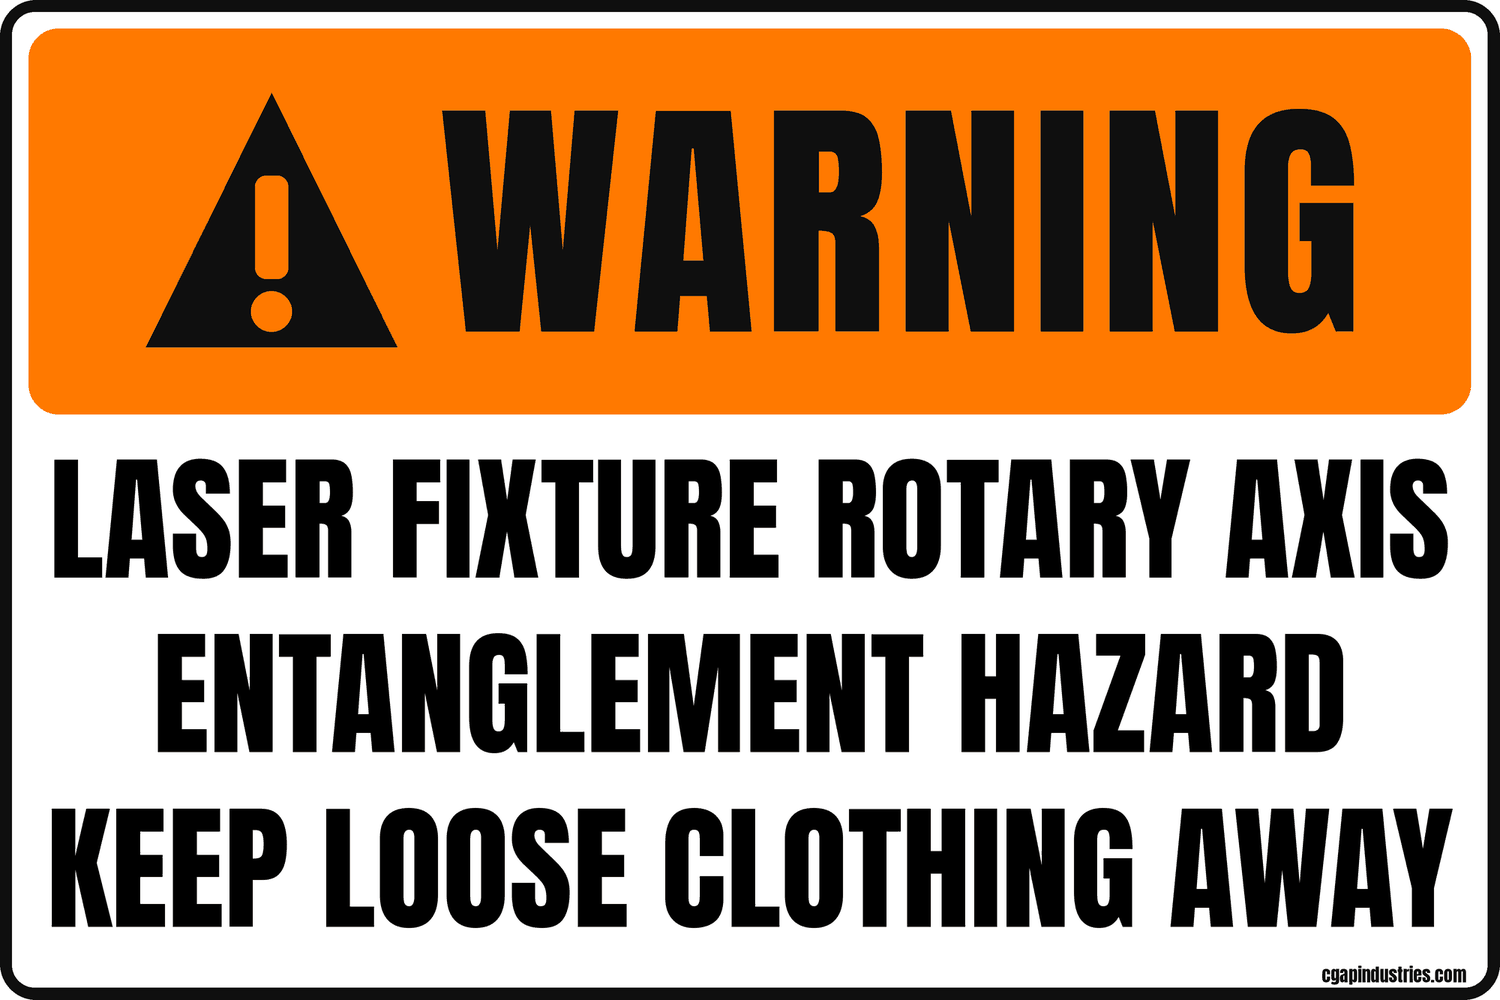 WARNING
LASER FIXTURE ROTARY AXIS
ENTANGLEMENT HAZARD
KEEP LOOSE CLOTHING AWAY
cgapindustries.com